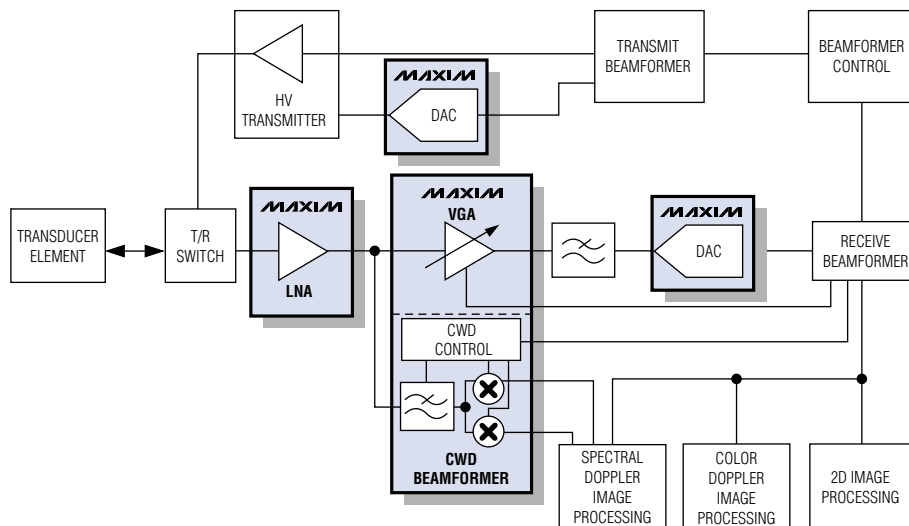 TRANSMIT
BEAMFORMER
BEAMFORMER
CONTROL
HV
TRANSMITTER
MAXIM
DAC
TRANSDUCER
ELEMENT
T/R
SWITCH
MAXIM
LNA
MAXIM
VGA
MAXIM
DAC
RECEIVE
BEAMFORMER
CWD
CONTROL
CWD
BEAMFORMER
SPECTRAL
DOPPLER
IMAGE
PROCESSING
COLOR
DOPPLER
IMAGE
PROCESSING
2D IMAGE
PROCESSING